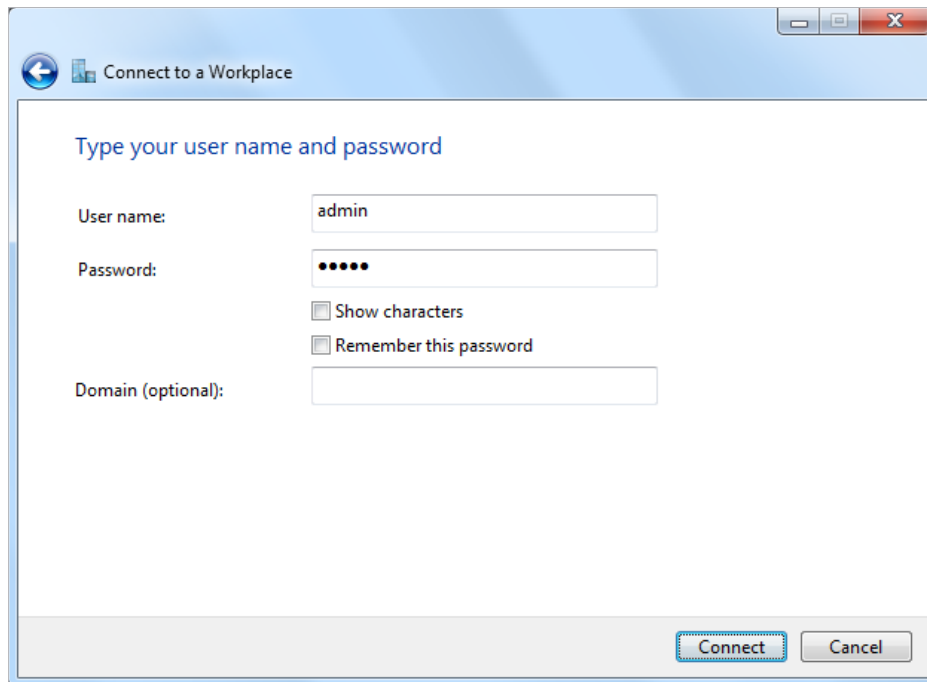 Connect to a Workplace
Type your user name and password
User name:
admin
Password:
•••••
Show characters
Remember this password
Domain (optional):
Connect
Cancel